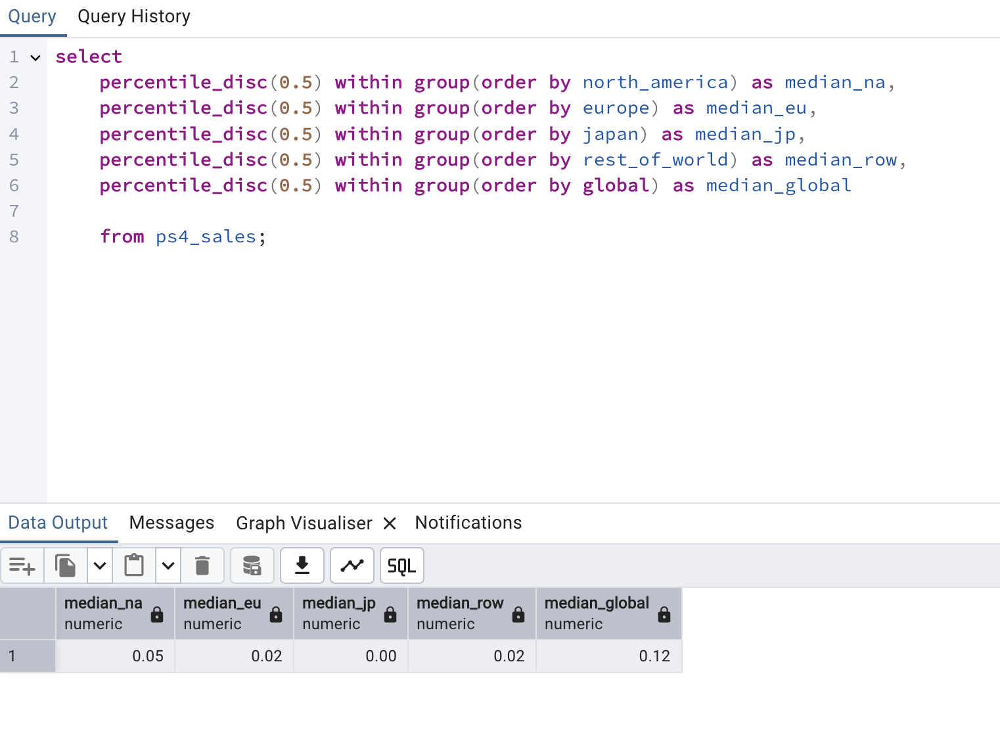 Query Query History
1 select
2 percentile_disc(0.5) within group(order by north_america) as median_na,
3 percentile_disc(0.5) within group(order by europe) as median_eu,
4 percentile_disc(0.5) within group(order by japan) as median_jp,
5 percentile_disc(0.5) within group(order by rest_of_world) as median_row,
6 percentile_disc(0.5) within group(order by global) as median_global
7
8 from ps4_sales;
Data Output Messages Graph Visualiser Notifications
SQL
median_na median_eu median_jp median_row median_global
numeric numeric numeric numeric numeric
1 0.05 0.02 0.00 0.02 0.12